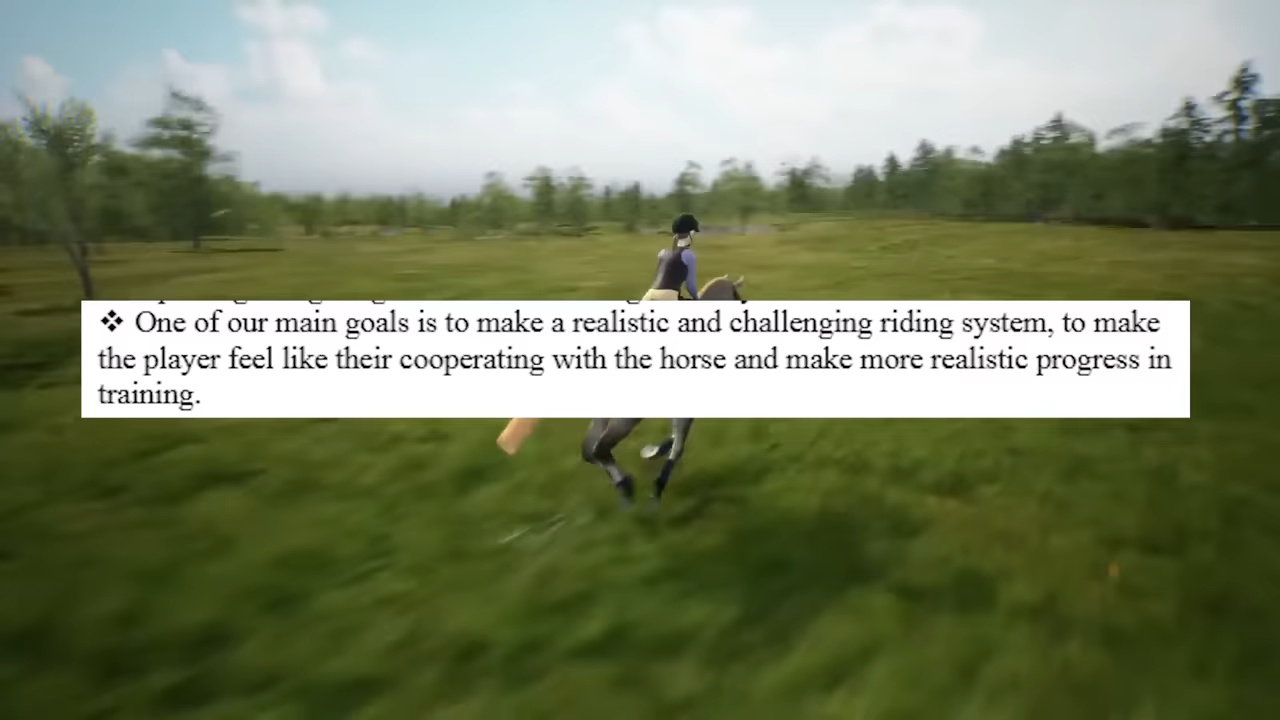 ❖ One of our main goals is to make a realistic and challenging riding system, to make
the player feel like their cooperating with the horse and make more realistic progress in
training.